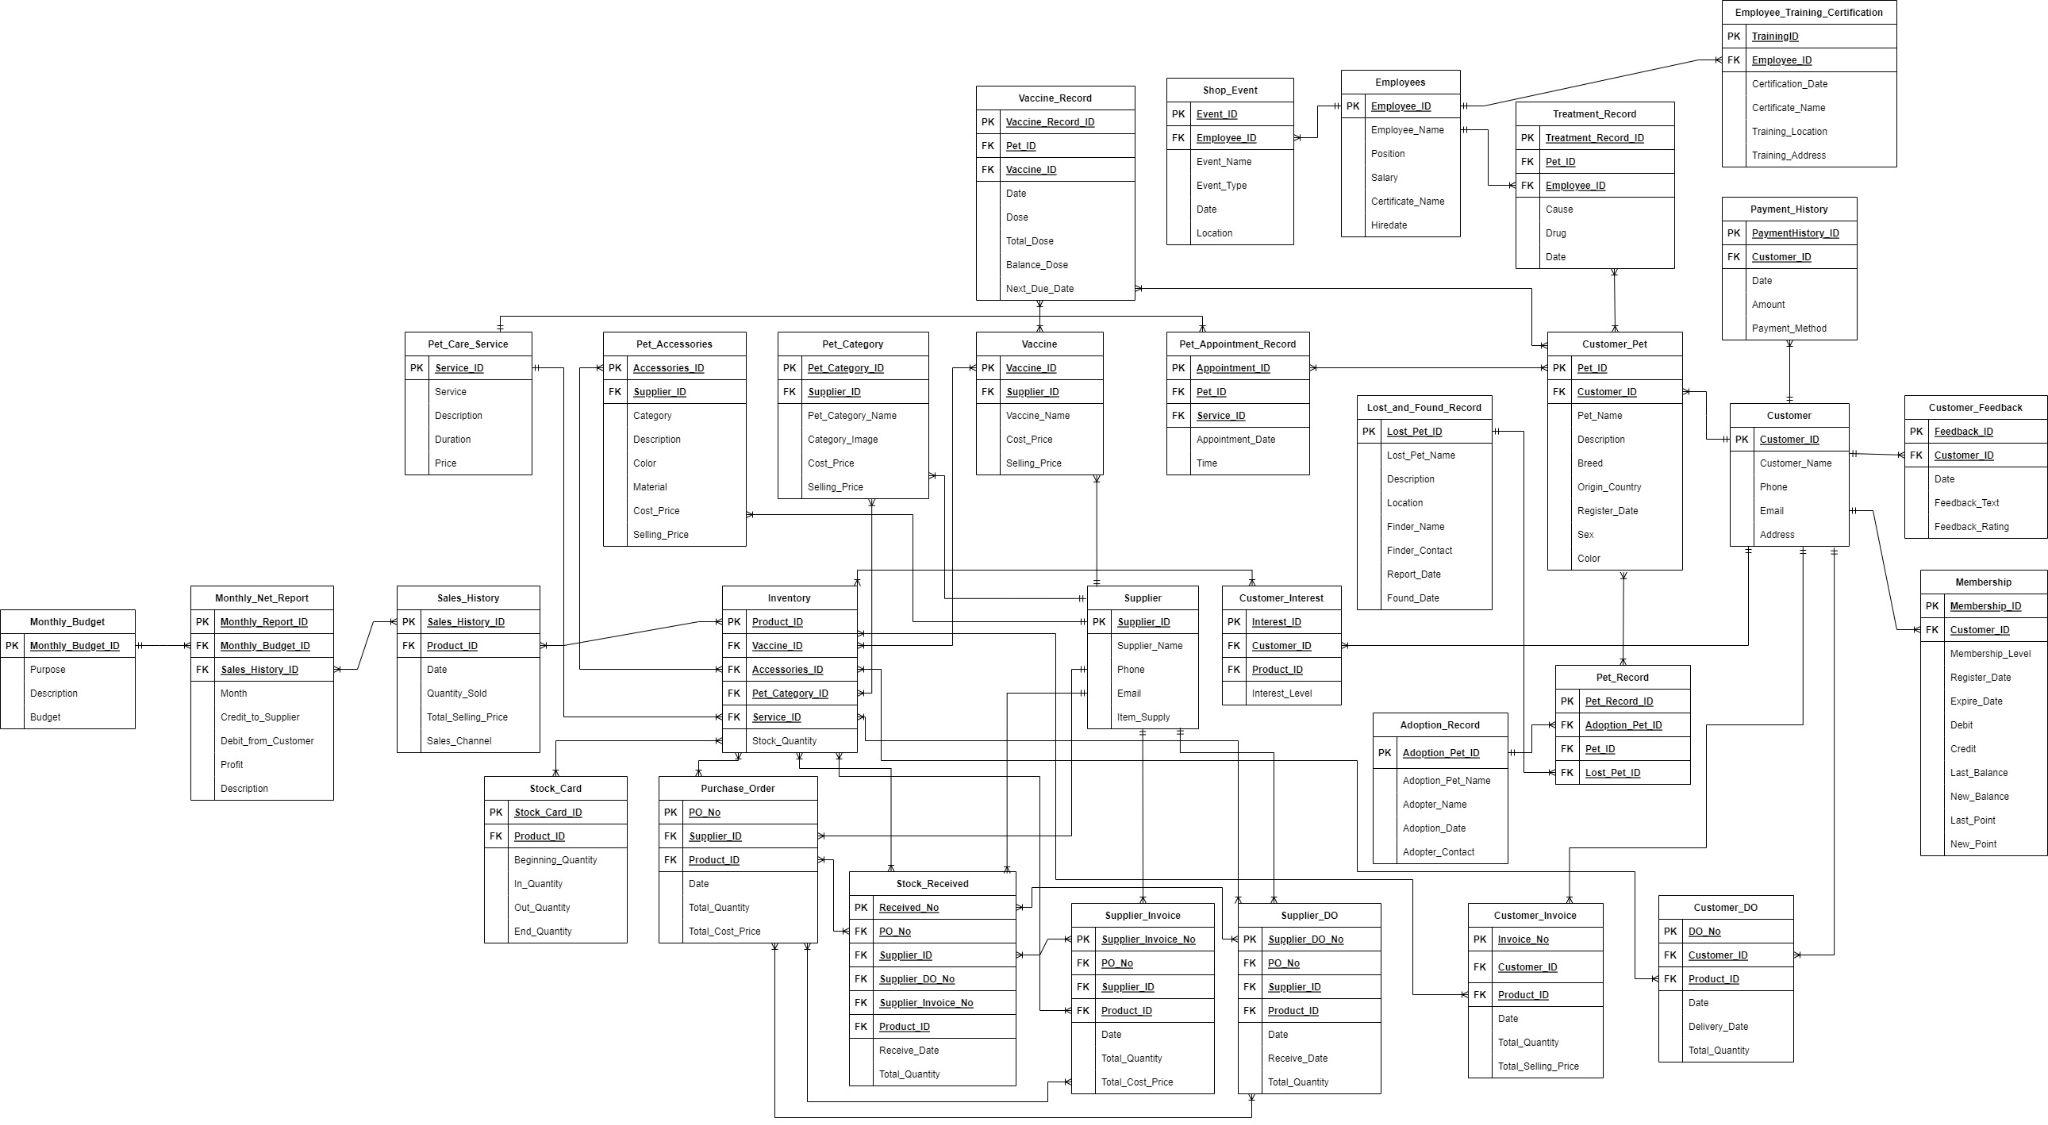 Employee_Training_Certification
PK TrainingID
FK Employee_ID
Certification_Date
Certificate_Name
Training_Location
Training_Address
Employees
PK Employee_ID
Employee_Name
Position
Salary
Certificate_Name
Hiredate
Shop_Event
PK Event_ID
FK Employee_ID
Event_Name
Event_Type
Date
Location
Vaccine_Record
PK Vaccine_Record_ID
FK Pet_ID
FK Vaccine_ID
Date
Dose
Total_Dose
Balance_Dose
Next_Due_Date
Treatment_Record
PK Treatment_Record_ID
FK Pet_ID
FK Employee_ID
Cause
Drug
Date
Payment_History
PK PaymentHistory_ID
FK Customer_ID
Date
Amount
Payment_Method
Pet_Care_Service
PK Service_ID
Service
Description
Duration
Price
Pet_Accessories
PK Accessories_ID
FK Supplier_ID
Category
Description
Color
Material
Cost_Price
Selling_Price
Pet_Category
PK Pet_Category_ID
FK Supplier_ID
Pet_Category_Name
Category_Image
Cost_Price
Selling_Price
Vaccine
PK Vaccine_ID
FK Supplier_ID
Vaccine_Name
Cost_Price
Selling_Price
Pet_Appointment_Record
PK Appointment_ID
FK Pet_ID
FK Service_ID
Appointment_Date
Time
Lost_and_Found_Record
PK Lost_Pet_ID
Lost_Pet_Name
Description
Location
Finder_Name
Finder_Contact
Report_Date
Found_Date
Customer_Pet
PK Pet_ID
FK Customer_ID
Pet_Name
Description
Breed
Origin_Country
Register_Date
Sex
Color
Customer
PK Customer_ID
Customer_Name
Phone
Email
Address
Customer_Feedback
PK Feedback_ID
FK Customer_ID
Date
Feedback_Text
Feedback_Rating
Monthly_Budget
PK Monthly_Budget_ID
Purpose
Description
Budget
Monthly_Net_Report
PK Monthly_Report_ID
FK Monthly_Budget_ID
FK Sales_History_ID
Month
Credit_to_Supplier
Debit_from_Customer
Profit
Description
Sales_History
PK Sales_History_ID
FK Product_ID
Date
Quantity_Sold
Total_Selling_Price
Sales_Channel
Inventory
PK Product_ID
FK Vaccine_ID
FK Accessories_ID
FK Pet_Category_ID
FK Service_ID
Stock_Quantity
Supplier
PK Supplier_ID
Supplier_Name
Phone
Email
Item_Supply
Customer_Interest
PK Interest_ID
FK Customer_ID
FK Product_ID
Interest_Level
Membership
PK Membership_ID
FK Customer_ID
Membership_Level
Register_Date
Expire_Date
Debit
Credit
Last_Balance
New_Balance
Last_Point
New_Point
Pet_Record
PK Pet_Record_ID
FK Adoption_Pet_ID
FK Pet_ID
FK Lost_Pet_ID
Adoption_Record
PK Adoption_Pet_ID
Adoption_Pet_Name
Adopter_Name
Adoption_Date
Adopter_Contact
Stock_Card
PK Stock_Card_ID
FK Product_ID
Beginning_Quantity
In_Quantity
Out_Quantity
End_Quantity
Purchase_Order
PK PO_No
FK Supplier_ID
FK Product_ID
Date
Total_Quantity
Total_Cost_Price
Stock_Received
PK Received_No
FK PO_No
FK Supplier_ID
FK Supplier_DO_No
FK Supplier_Invoice_No
FK Product_ID
Receive_Date
Total_Quantity
Supplier_Invoice
PK Supplier_Invoice_No
FK PO_No
FK Supplier_ID
FK Product_ID
Date
Total_Quantity
Total_Cost_Price
Supplier_DO
PK Supplier_DO_No
FK PO_No
FK Supplier_ID
FK Product_ID
Date
Receive_Date
Total_Quantity
Customer_Invoice
PK Invoice_No
FK Customer_ID
FK Product_ID
Date
Total_Quantity
Total_Selling_Price
Customer_DO
PK DO_No
FK Customer_ID
FK Product_ID
Date
Delivery_Date
Total_Quantity